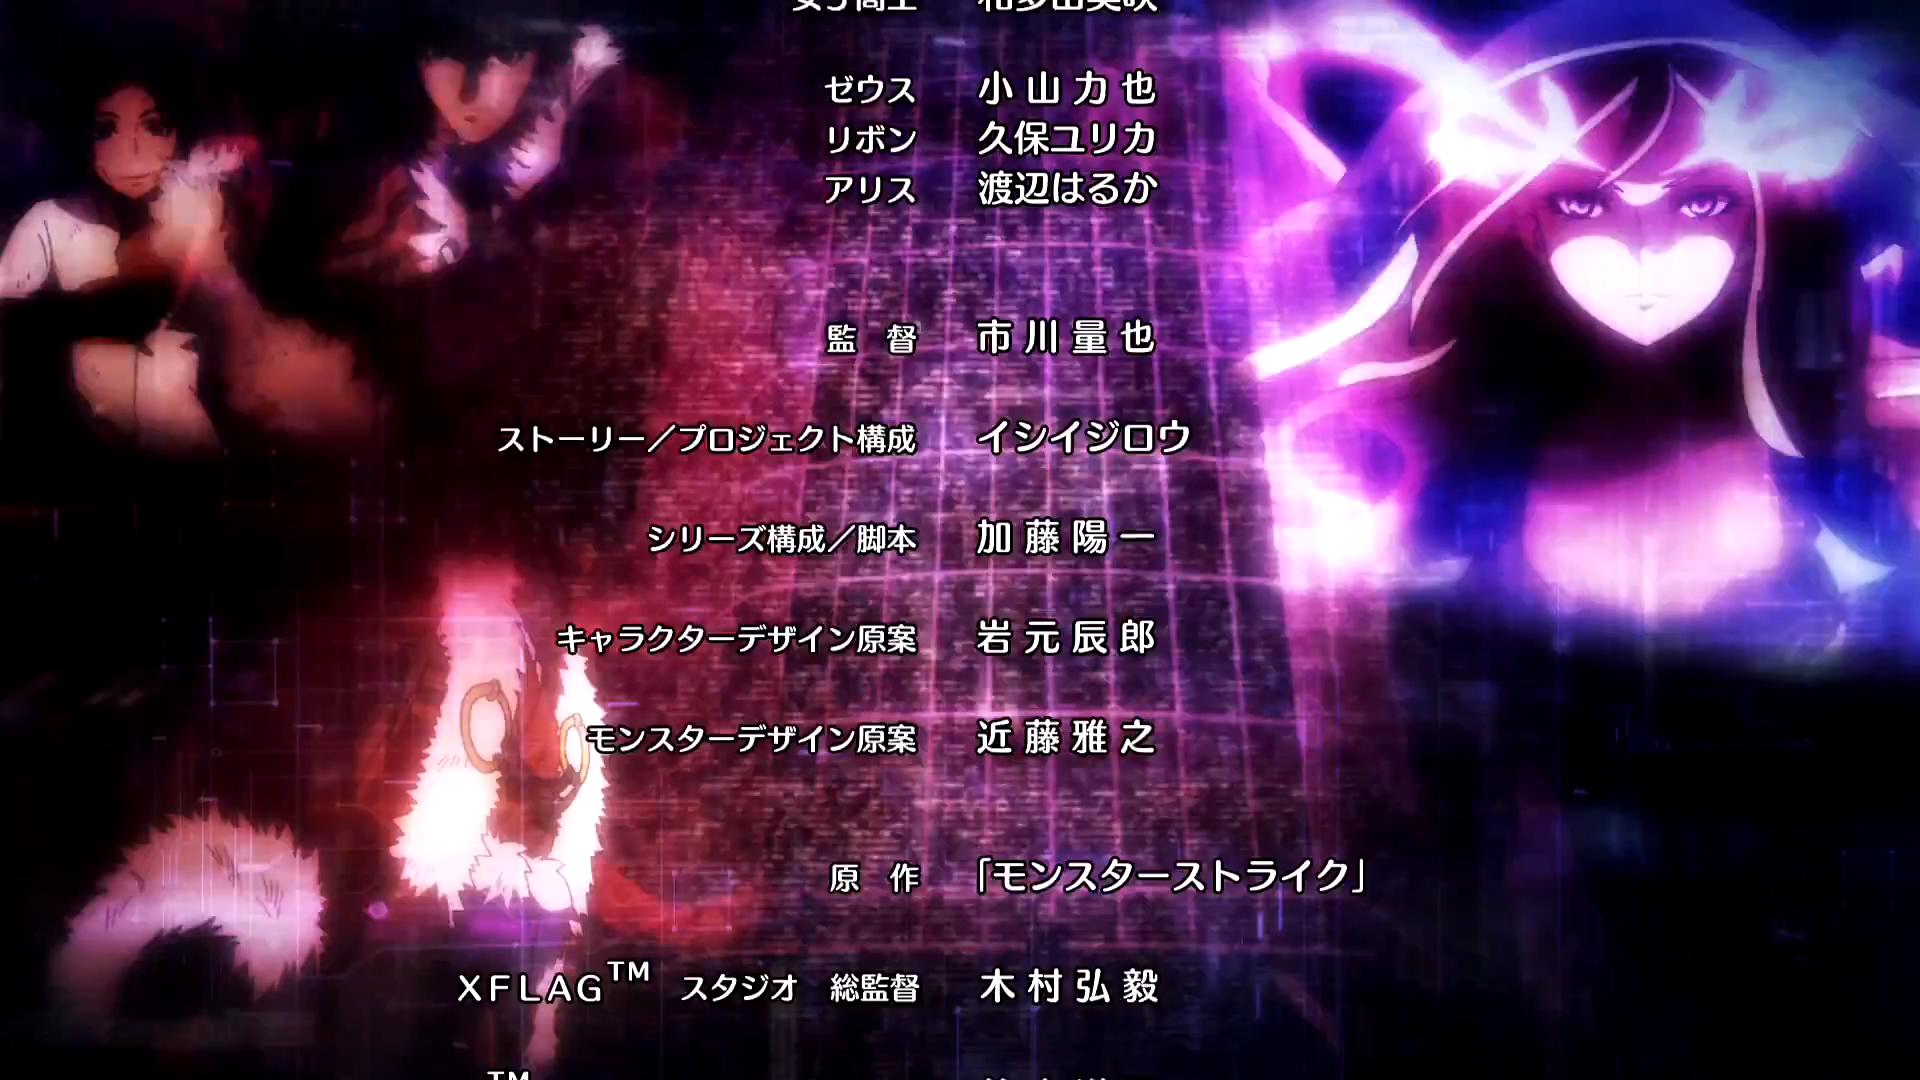 ゼウス 小山力也
リボン 久保ユリカ
アリス 渡辺はるか
監督 市川量也
ストーリー／プロジェクト構成 イシイジロウ
シリーズ構成／脚本 加藤陽一
キャラクターデザイン原案 岩元辰郎
モンスターデザイン原案 近藤雅之
原作 「モンスターストライク」
XFLAG™ スタジオ 総監督 木村弘毅